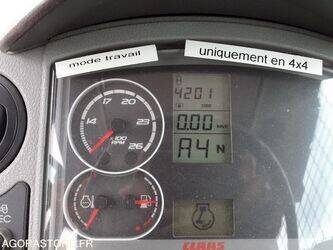 mode travail
uniquement en 4x4
A
4201
17 20
14 23
x100
RPM
26
0.00
A4 N
CLAAS
EC
AGORASTORE.FR